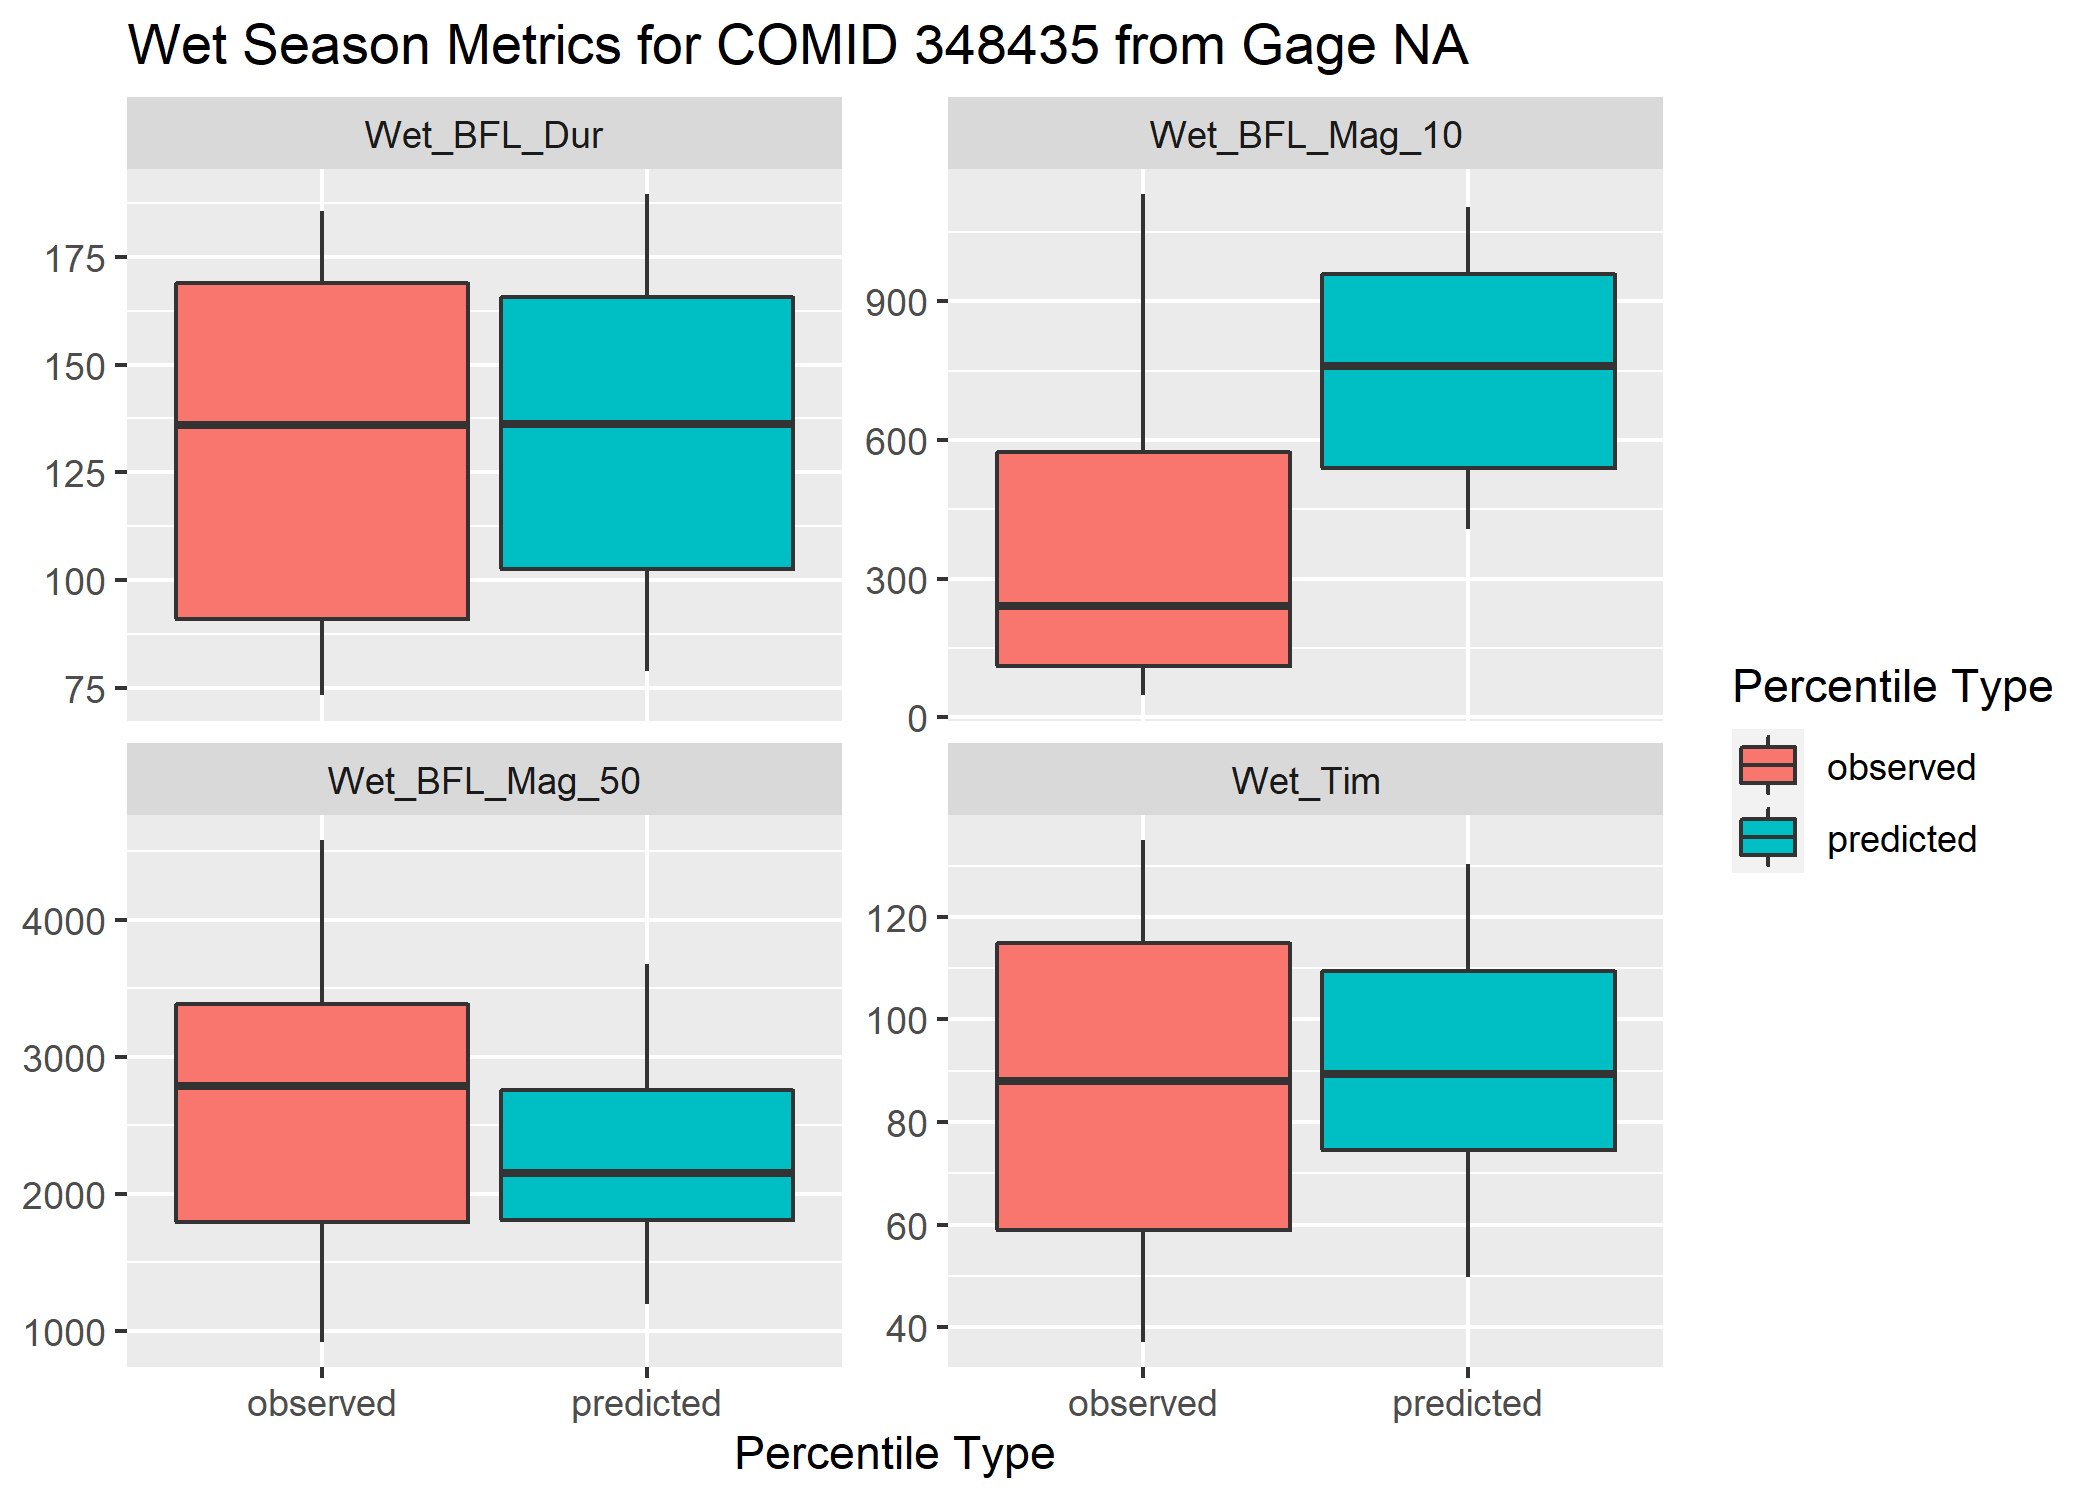 Wet Season Metrics for COMID 348435 from Gage NA
Wet_BFL_Dur
175
150
125
100
75
Wet_BFL_Mag_10
900
600
300
0
Wet_BFL_Mag_50
4000
3000
2000
1000
observed
predicted
Wet_Tim
120
100
80
60
40
observed
predicted
Percentile Type
Percentile Type
observed
predicted